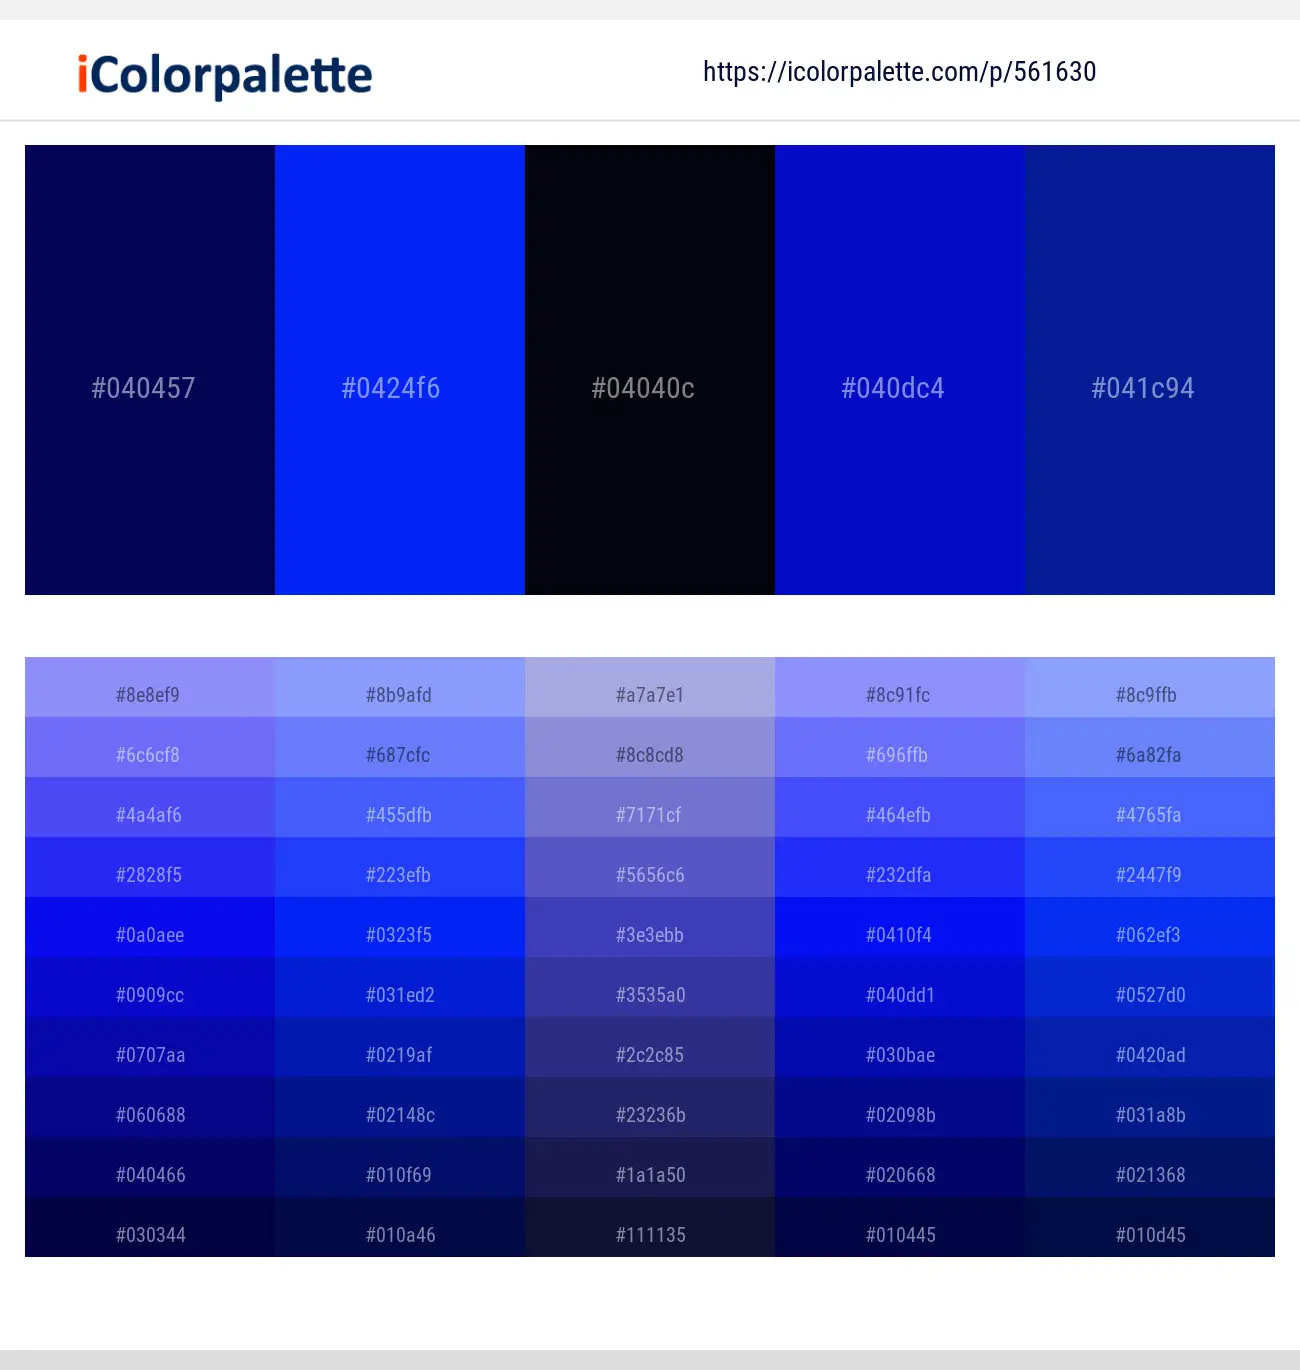 iColorpalette
https://icolorpalette.com/p/561630
#040457 #0424f6 #04040c #040dc4 #041c94
#8e8ef9 #8b9afd #a7a7e1 #8c91fc #8c9ffb
#6c6cf8 #687cfc #8c8cd8 #696ffb #6a82fa
#4a4af6 #455dfb #7171cf #464efb #4765fa
#2828f5 #223efb #5656c6 #232dfa #2447f9
#0a0aee #0323f5 #3e3ebb #0410f4 #062ef3
#0909cc #031ed2 #3535a0 #040dd1 #0527d0
#0707aa #0219af #2c2c85 #030bae #0420ad
#060688 #02148c #23236b #02098b #031a8b
#040466 #010f69 #1a1a50 #020668 #021368
#030344 #010a46 #111135 #010445 #010d45